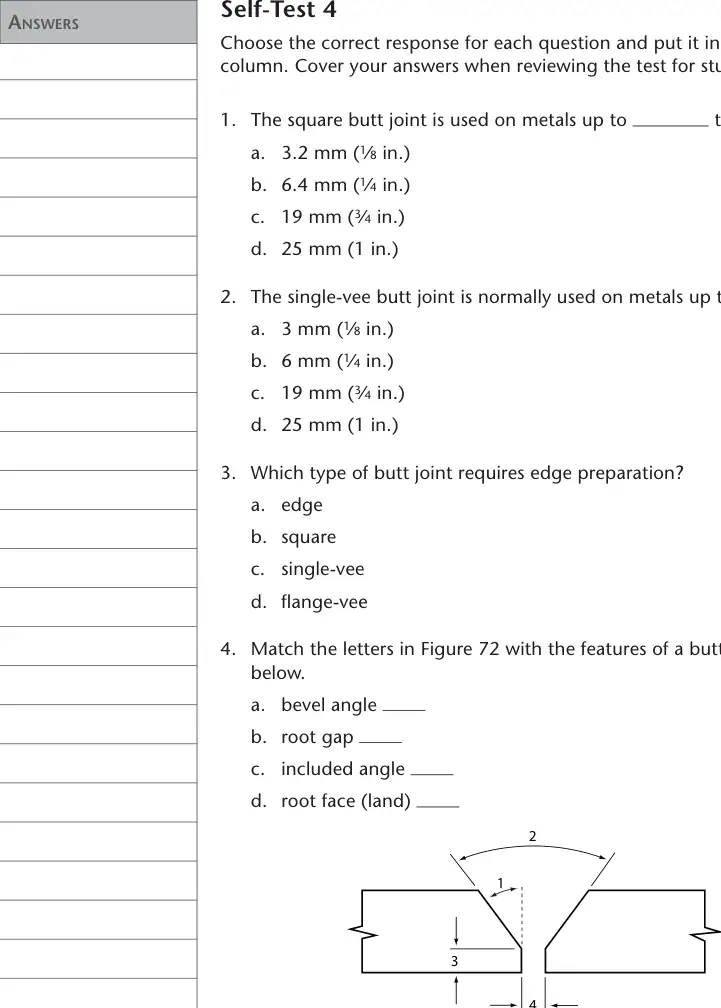 ANSWERS
Self-Test 4
Choose the correct response for each question and put it in
column. Cover your answers when reviewing the test for
1. The square butt joint is used on metals up to ________
a. 3.2 mm (1⁄8 in.)
b. 6.4 mm (1⁄4 in.)
c. 19 mm (3⁄4 in.)
d. 25 mm (1 in.)
2. The single-vee butt joint is normally used on metals up
a. 3 mm (1⁄8 in.)
b. 6 mm (1⁄4 in.)
c. 19 mm (3⁄4 in.)
d. 25 mm (1 in.)
3. Which type of butt joint requires edge preparation?
a. edge
b. square
c. single-vee
d. flange-vee
4. Match the letters in Figure 72 with the features of a butt
below.
a. bevel angle _____
b. root gap _____
c. included angle _____
d. root face (land) _____
2
1
3
4